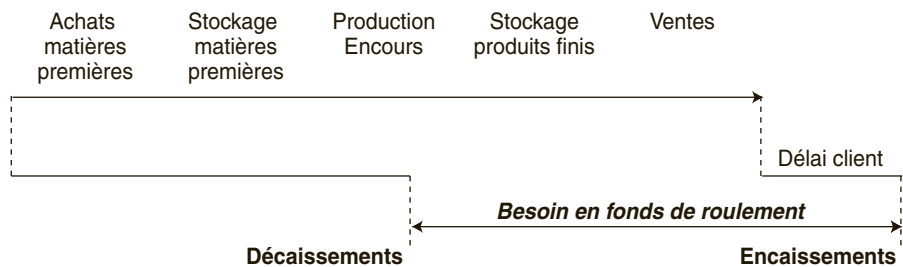 Achats
matières
premières
Stockage
matières
premières
Production
Encours
Stockage
produits finis
Ventes
Délai client
Besoin en fonds de roulement
Décaissements
Encaissements